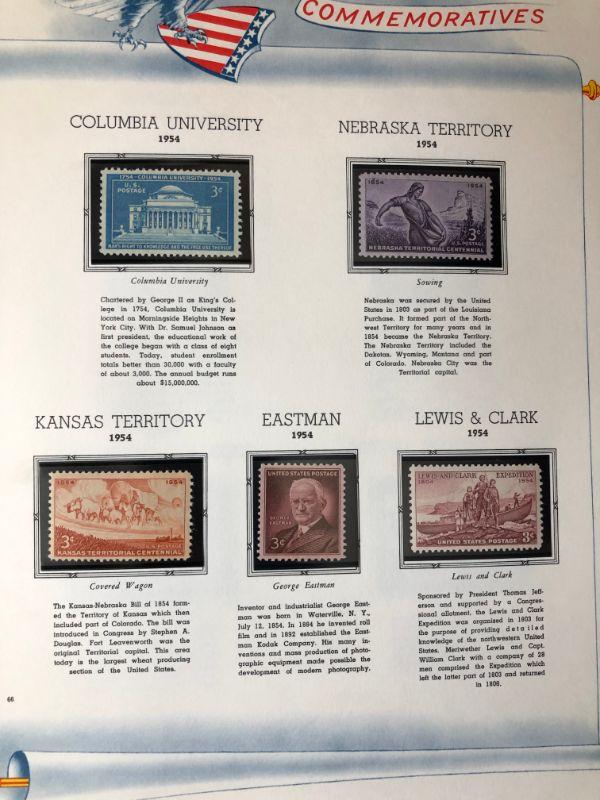 COMMEMORATIVES
COLUMBIA UNIVERSITY
1954
1754 - COLUMBIA UNIVERSITY - 1954
U.S. POSTAGE
3¢
MAN'S RIGHT TO KNOWLEDGE AND THE FREE USE THEREOF
Columbia University
Chartered by George II as King's Col-
lege in 1754, Columbia University is
located on Morningside Heights in New
York City. With Dr. Samuel Johnson as
first president, the educational work of
the college began with a class of eight
students. Today, student enrollment
totals better than 30,000 with a faculty
of about 3,000. The annual budget runs
about $15,000,000.
NEBRASKA TERRITORY
1954
1854 1954
3¢
U.S. POSTAGE
NEBRASKA TERRITORIAL CENTENNIAL
Sowing
Nebraska was secured by the United
States in 1803 as part of the Louisiana
Purchase. It formed part of the North-
west Territory for many years and in
1854 became the Nebraska Territory.
The Nebraska Territory included the
Dakotas, Wyoming, Montana and part
of Colorado. Nebraska City was the
Territorial capital.
KANSAS TERRITORY
1954
1854 1954
3¢ U.S. POSTAGE
KANSAS TERRITORIAL CENTENNIAL
Covered Wagon
The Kansas-Nebraska Bill of 1854 form-
ed the Territory of Kansas which then
included part of Colorado. The bill was
introduced in Congress by Stephen A.
Douglas. Fort Leavenworth was the
original Territorial capital. This area
today is the largest wheat producing
section of the United States.
EASTMAN
1954
UNITED STATES POSTAGE
GEORGE
EASTMAN
3¢
George Eastman
Inventor and industrialist George East-
man was born in Waterville, N. Y.,
July 12, 1854. In 1884 he invented roll
film and in 1892 established the East-
man Kodak Company. His many in-
ventions and mass production of photo-
graphic equipment made possible the
development of modern photography.
LEWIS & CLARK
1954
LEWIS AND CLARK EXPEDITION
1804 1954
UNITED STATES POSTAGE 3¢
Lewis and Clark
Sponsored by President Thomas Jeff-
erson and supported by a Congres-
sional allotment, the Lewis and Clark
Expedition was organised in 1803 for
the purpose of providing detailed
knowledge of the northwestern United
States. Meriwether Lewis and Capt.
William Clark with a company of 28
men comprised the Expedition which
left the latter part of 1803 and returned
in 1806.
66